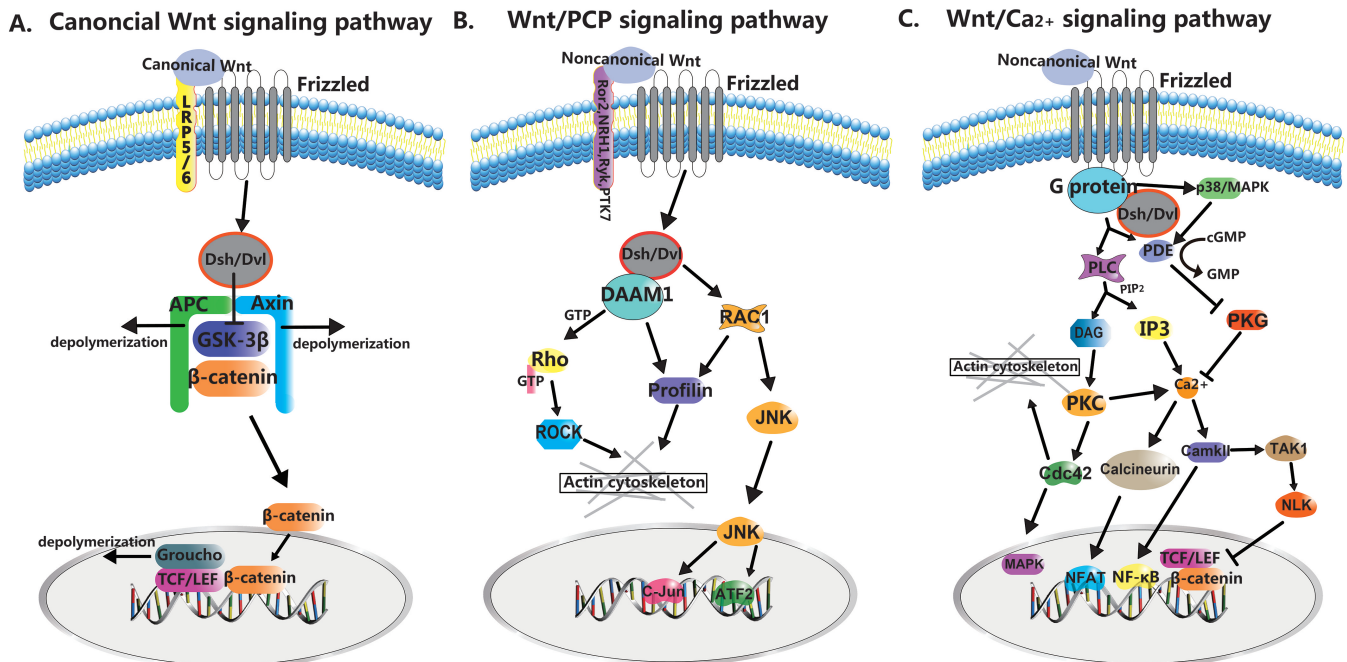 A. Canoncial Wnt signaling pathway
Canonical Wnt
Frizzled
LRP5/6
Dsh/Dvl
APC
Axin
GSK-3β
β-catenin
depolymerization
depolymerization
β-catenin
depolymerization
Groucho
TCF/LEF
β-catenin
B. Wnt/PCP signaling pathway
Noncanonical Wnt
Frizzled
Ror2,NRH1,Ryk,PTK7
Dsh/Dvl
DAAM1
GTP
RAC1
Rho
GTP
Profilin
JNK
ROCK
Actin cytoskeleton
JNK
C-Jun
ATF2
C. Wnt/Ca2+ signaling pathway
Noncanonical Wnt
Frizzled
G protein
p38/MAPK
Dsh/Dvl
cGMP
PDE
PLC
GMP
PIP2
DAG
IP3
PKG
Actin cytoskeleton
Ca2+
PKC
Cdc42
Calcineurin
CamkII
TAK1
NLK
MAPK
TCF/LEF
NFAT
NF-κB
β-catenin